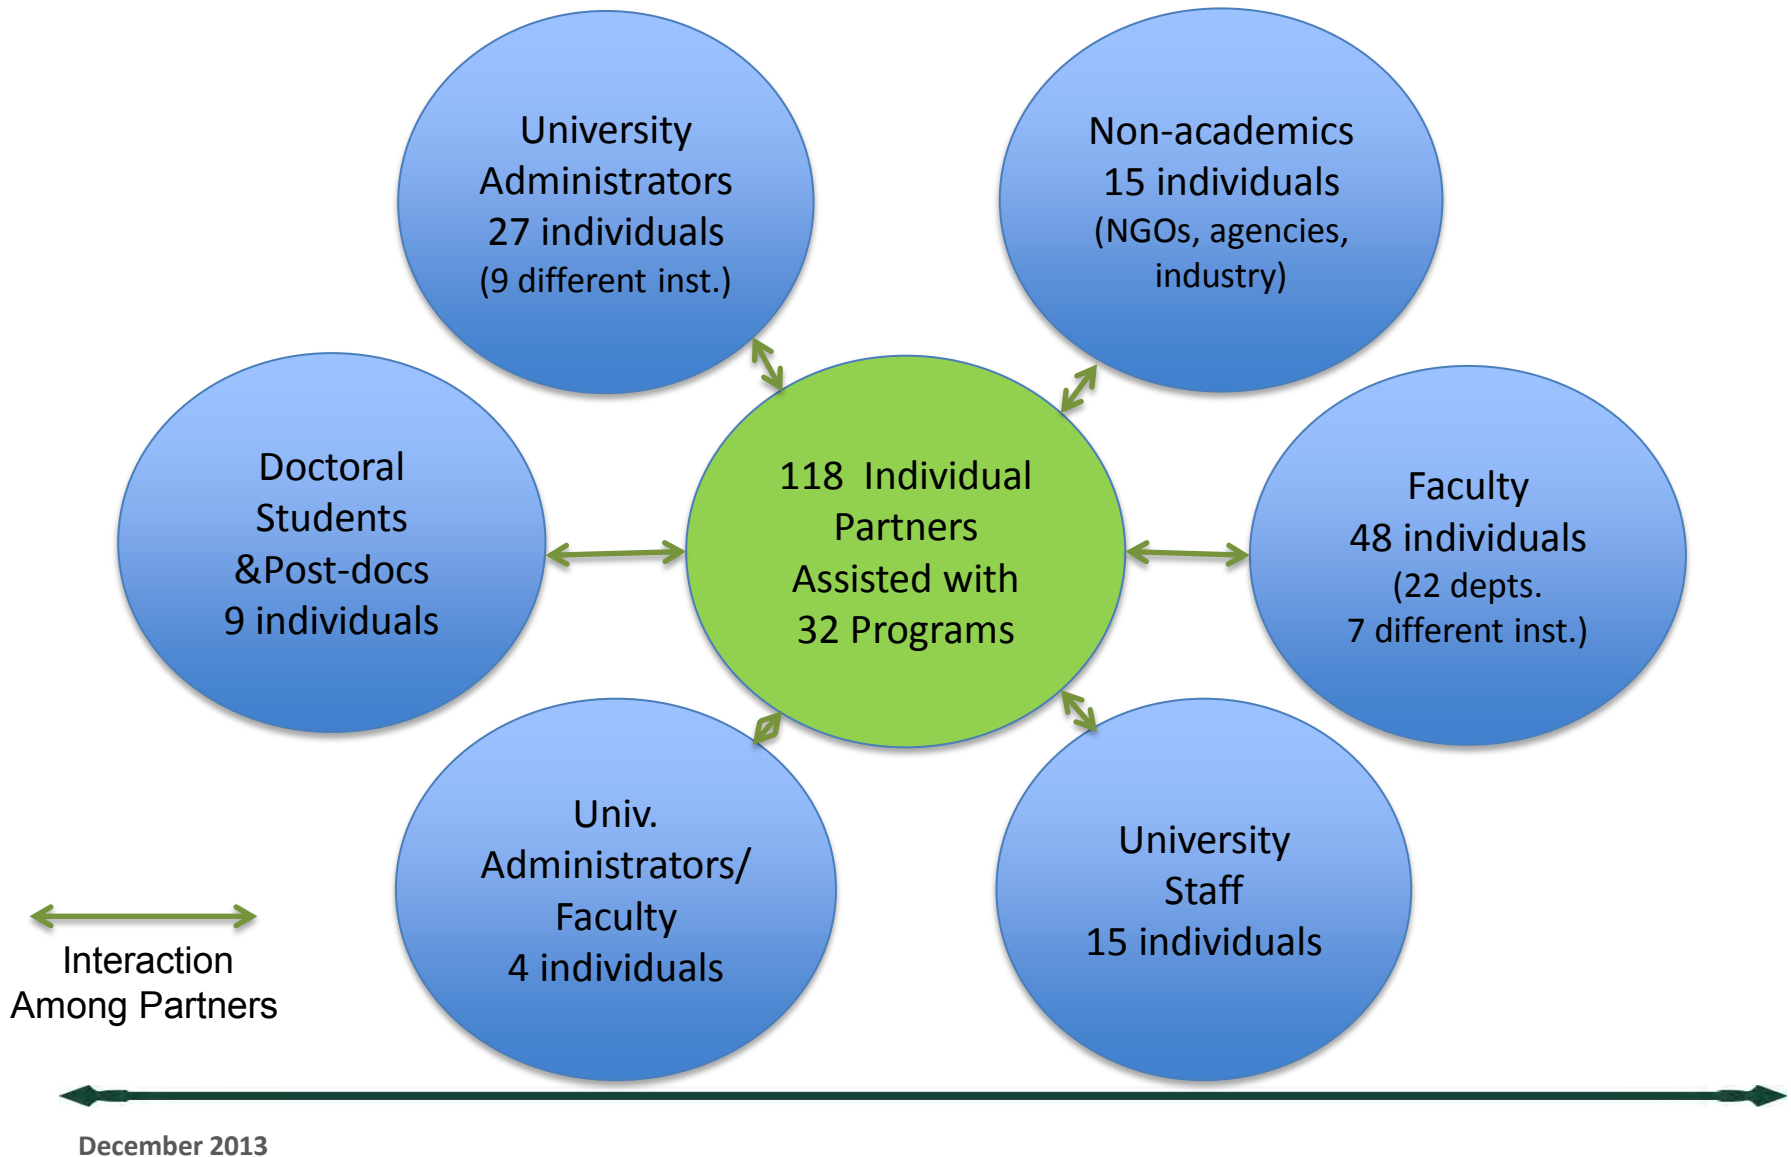 University
Administrators
27 individuals
(9 different inst.)
Non-academics
15 individuals
(NGOs, agencies,
industry)
Doctoral
Students
&Post-docs
9 individuals
118  Individual
Partners
Assisted with
32 Programs
Faculty
48 individuals
(22 depts.
7 different inst.)
Univ.
Administrators/
Faculty
4 individuals
University
Staff
15 individuals
Interaction
Among Partners
December 2013